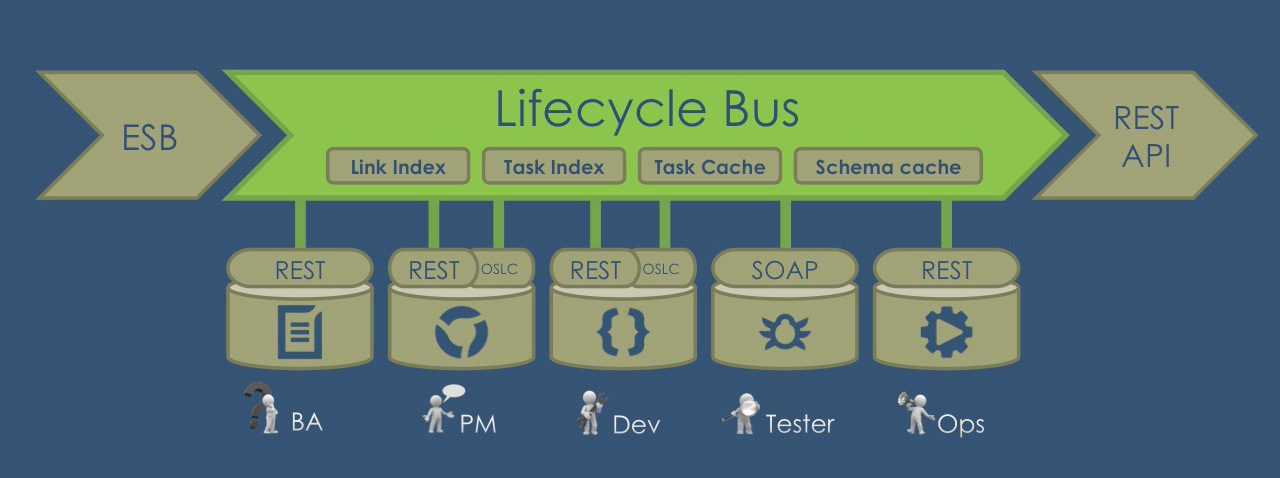 Lifecycle Bus
ESB
REST
API
Link Index
Task Index
Task Cache
Schema cache
REST
REST
OSLC
REST
OSLC
SOAP
REST
BA
PM
Dev
Tester
Ops